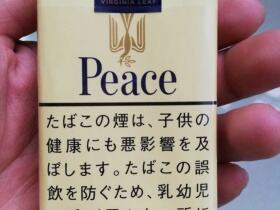 VIRGINIA LEAF
Peace
たばこの煙は、子供の
健康にも悪影響を及
ぼします。たばこの誤
飲を防ぐため、乳幼児